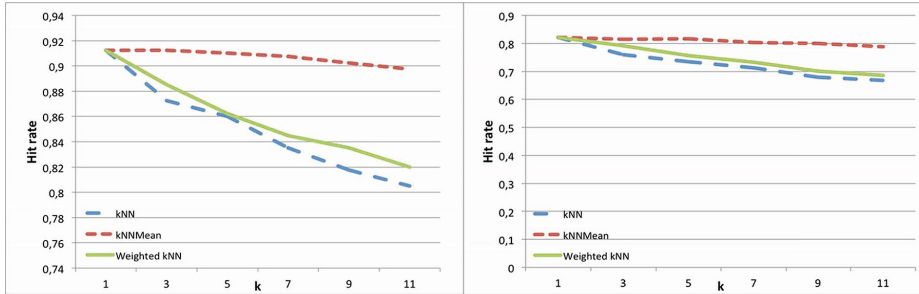 0,94
0,92
0,9
0,88
0,86
0,84
0,82
0,8
0,78
0,76
0,74
Hit rate
kNN
kNNMean
Weighted kNN
1 3 5 7 9 11
k
0,9
0,8
0,7
0,6
0,5
0,4
0,3
0,2
0,1
0
Hit rate
kNN
kNNMean
Weighted kNN
1 3 5 7 9 11
k